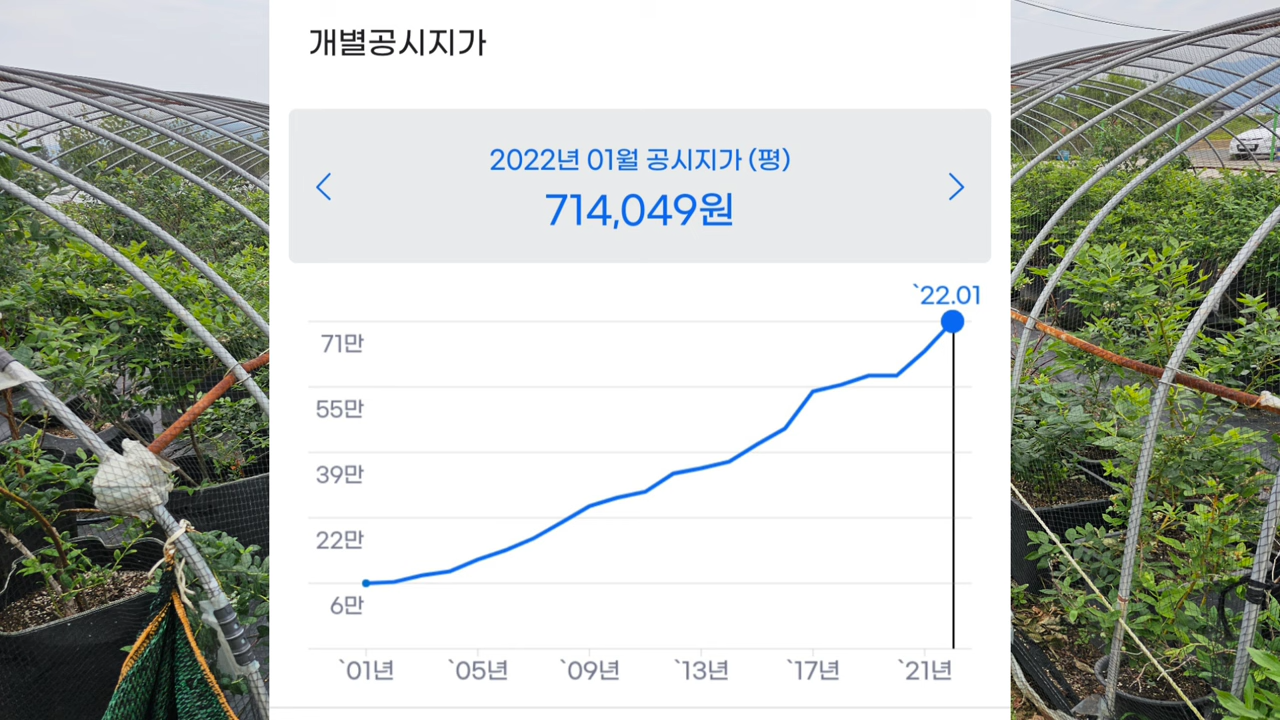 개별공시지가
2022년 01월 공시지가 (평)
714,049원
`22.01
71만
55만
39만
22만
6만
`01년 `05년 `09년 `13년 `17년 `21년